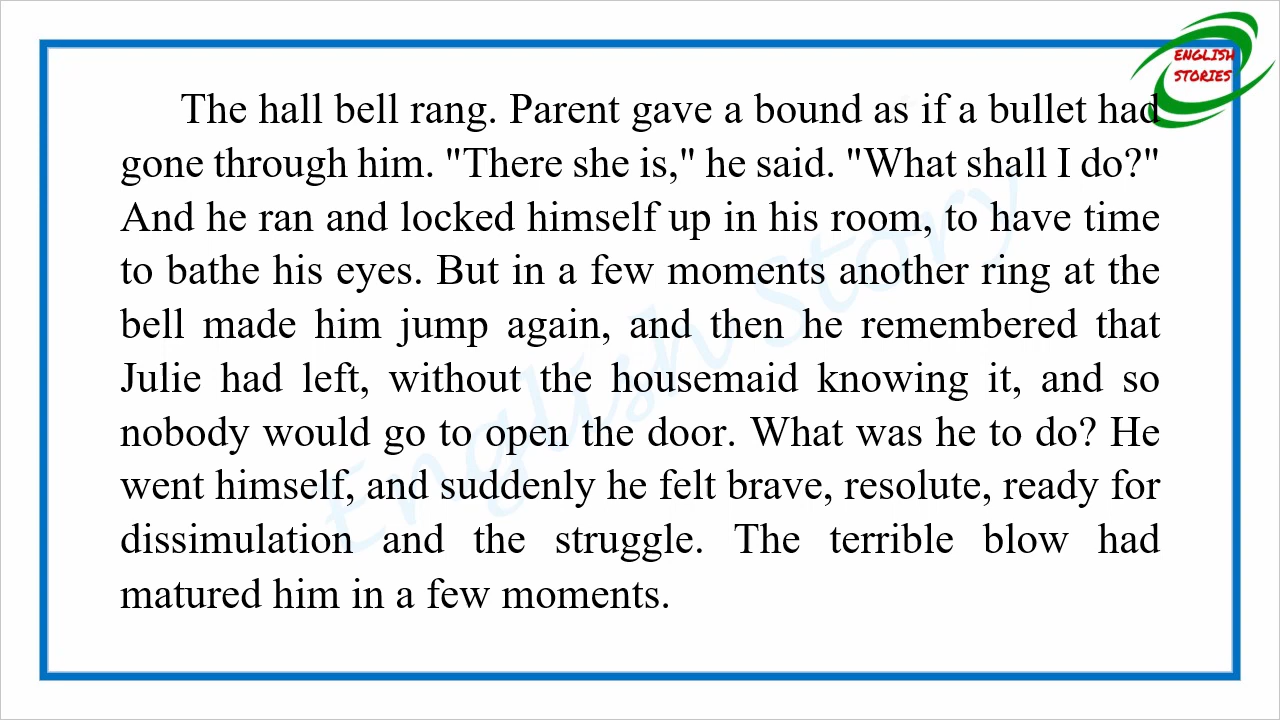 ENGLISH
STORIES
The hall bell rang. Parent gave a bound as if a bullet had
gone through him. "There she is," he said. "What shall I do?"
And he ran and locked himself up in his room, to have time
to bathe his eyes. But in a few moments another ring at the
bell made him jump again, and then he remembered that
Julie had left, without the housemaid knowing it, and so
nobody would go to open the door. What was he to do? He
went himself, and suddenly he felt brave, resolute, ready for
dissimulation and the struggle. The terrible blow had
matured him in a few moments.
English Story